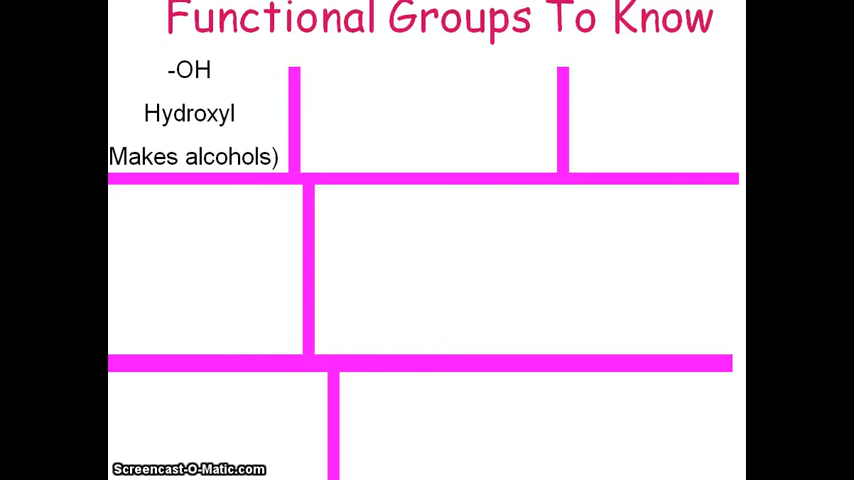 Functional Groups To Know
-OH
Hydroxyl
Makes alcohols)
Screencast-O-Matic.com